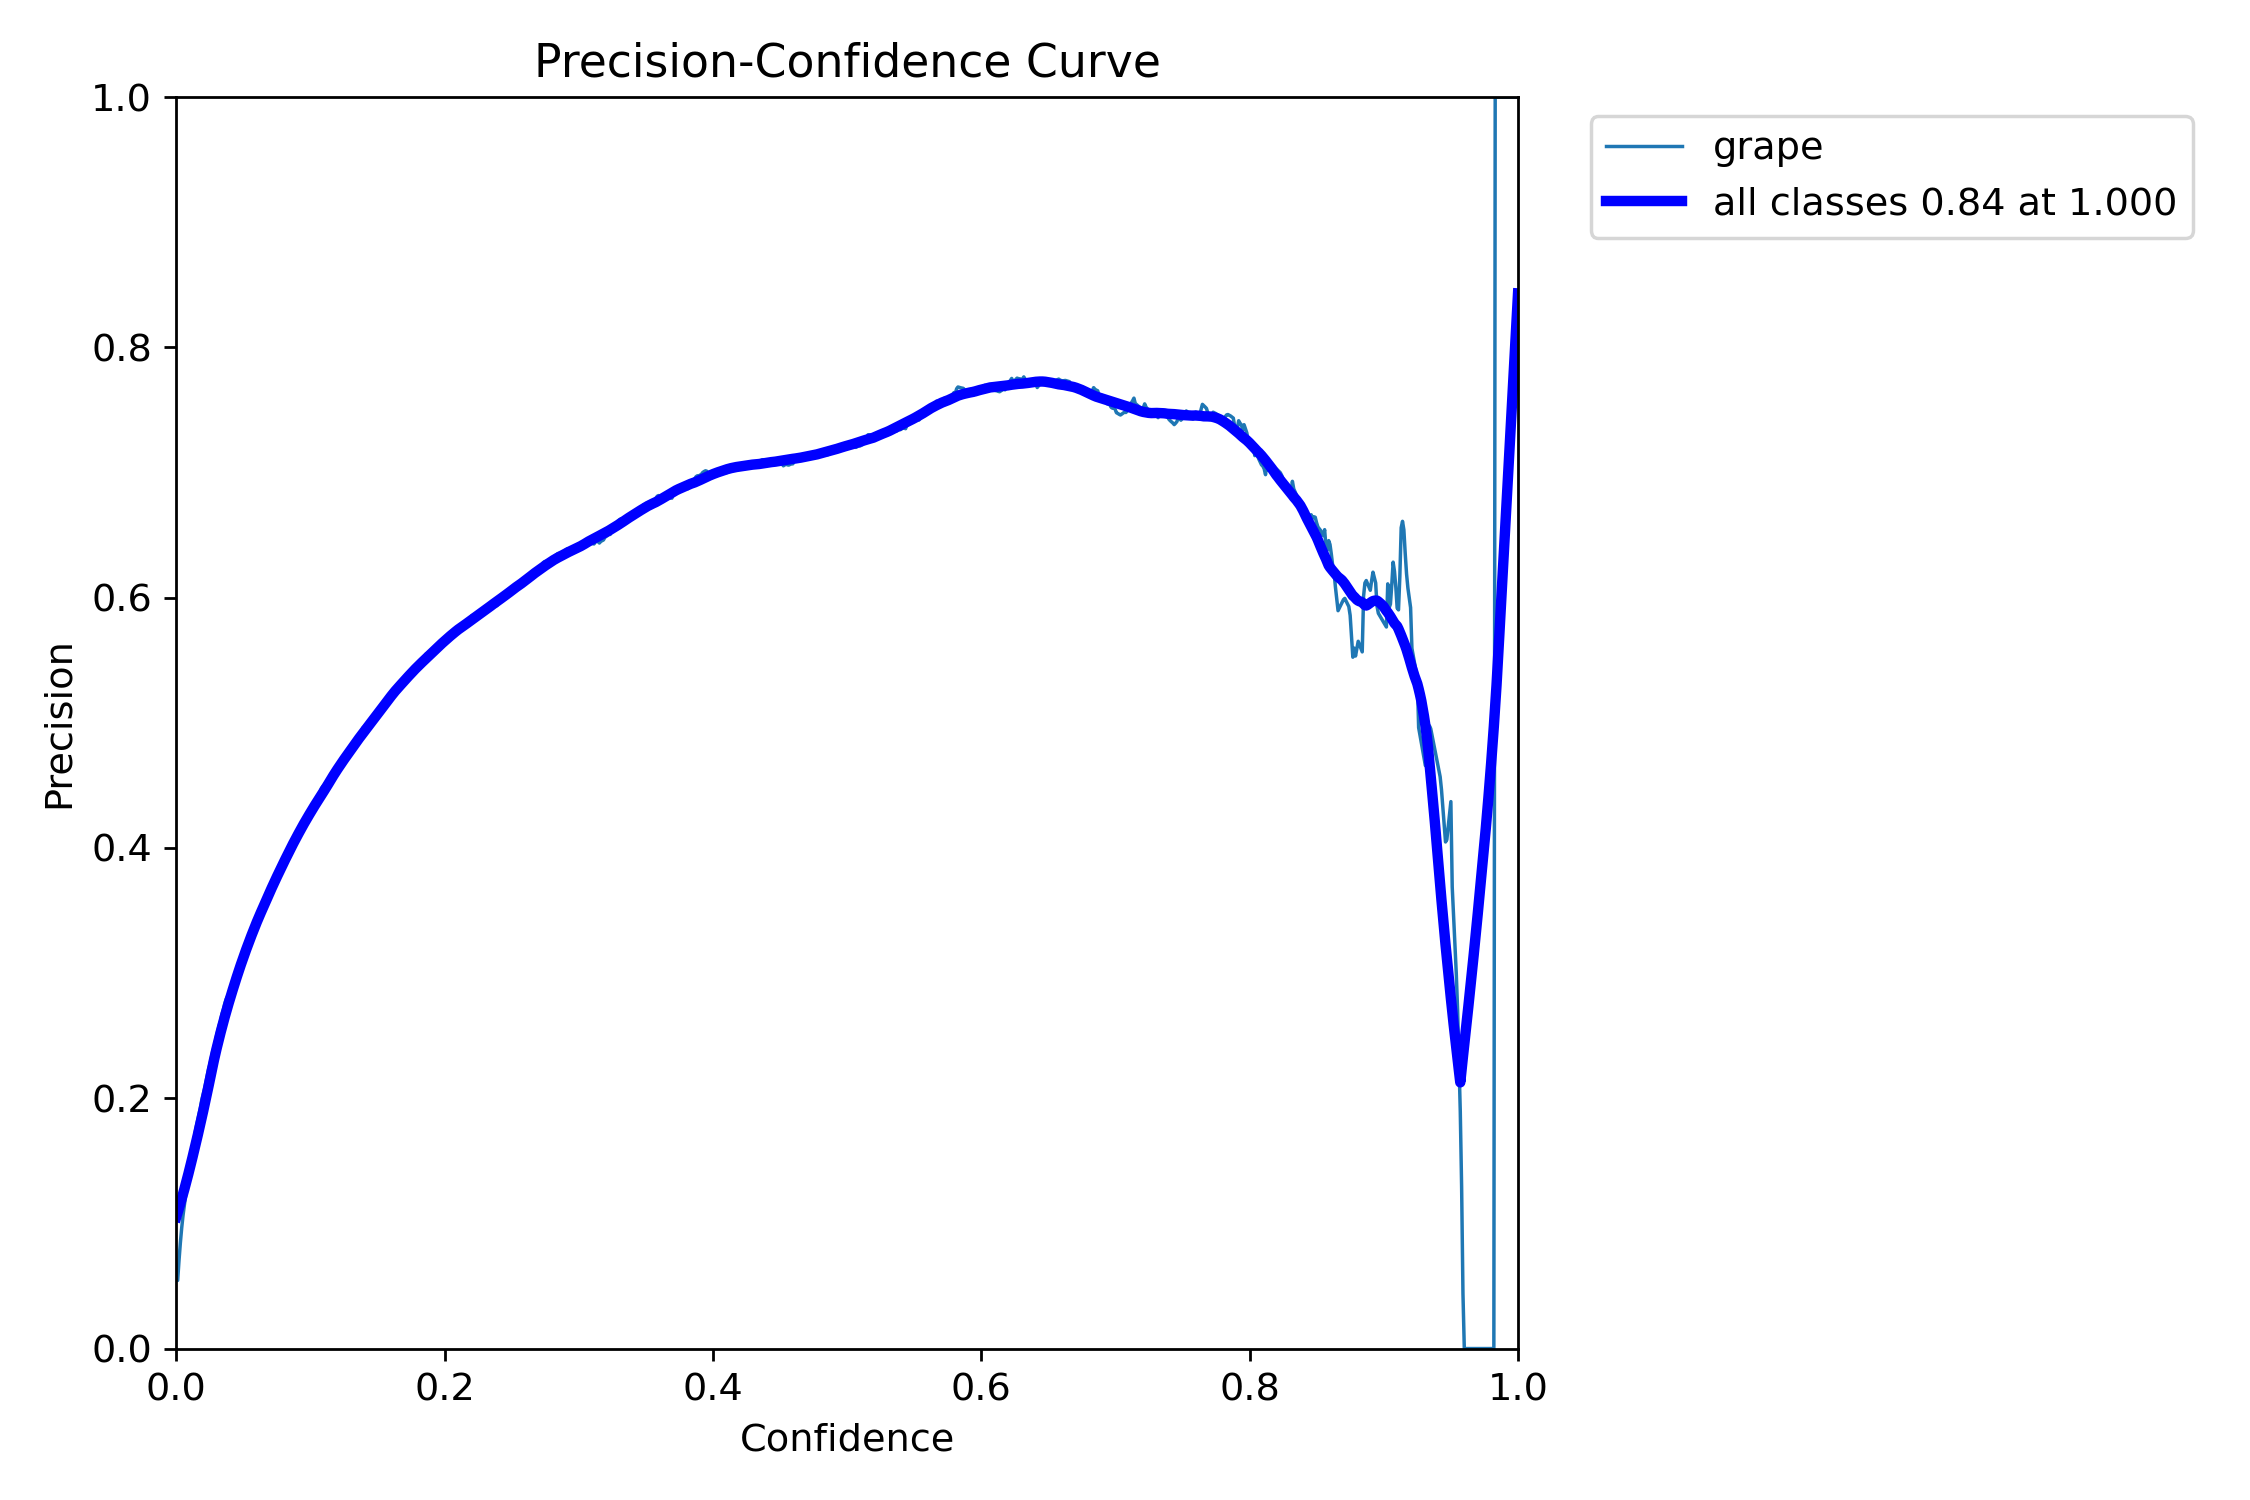 Precision-Confidence Curve
1.0
0.8
0.6
0.4
0.2
0.0
Precision
0.0 0.2 0.4 0.6 0.8 1.0
Confidence
grape
all classes 0.84 at 1.000